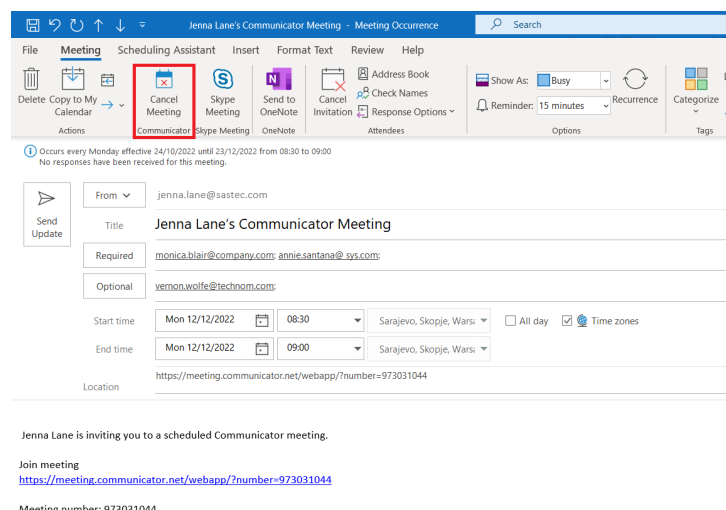 Jenna Lane's Communicator Meeting - Meeting Occurrence
Search
File Meeting Scheduling Assistant Insert Format Text Review Help
Delete
Copy to My Calendar
Cancel Meeting
Skype Meeting
Send to OneNote
Cancel Invitation
Address Book
Check Names
Response Options
Show As: Busy
Reminder: 15 minutes
Recurrence
Categorize
Actions Communicator Skype Meeting OneNote Attendees Options Tags
Occurs every Monday effective 24/10/2022 until 23/12/2022 from 08:30 to 09:00
No responses have been received for this meeting.
Send Update
From jenna.lane@sastec.com
Title Jenna Lane's Communicator Meeting
Required monica.blair@company.com; annie.santana@ sys.com;
Optional vernon.wolfe@technom.com;
Start time Mon 12/12/2022 08:30 Sarajevo, Skopje, Wars All day Time zones
End time Mon 12/12/2022 09:00 Sarajevo, Skopje, Wars
Location https://meeting.communicator.net/webapp/?number=973031044
Jenna Lane is inviting you to a scheduled Communicator meeting.
Join meeting
https://meeting.communicator.net/webapp/?number=973031044
Meeting number: 973031044